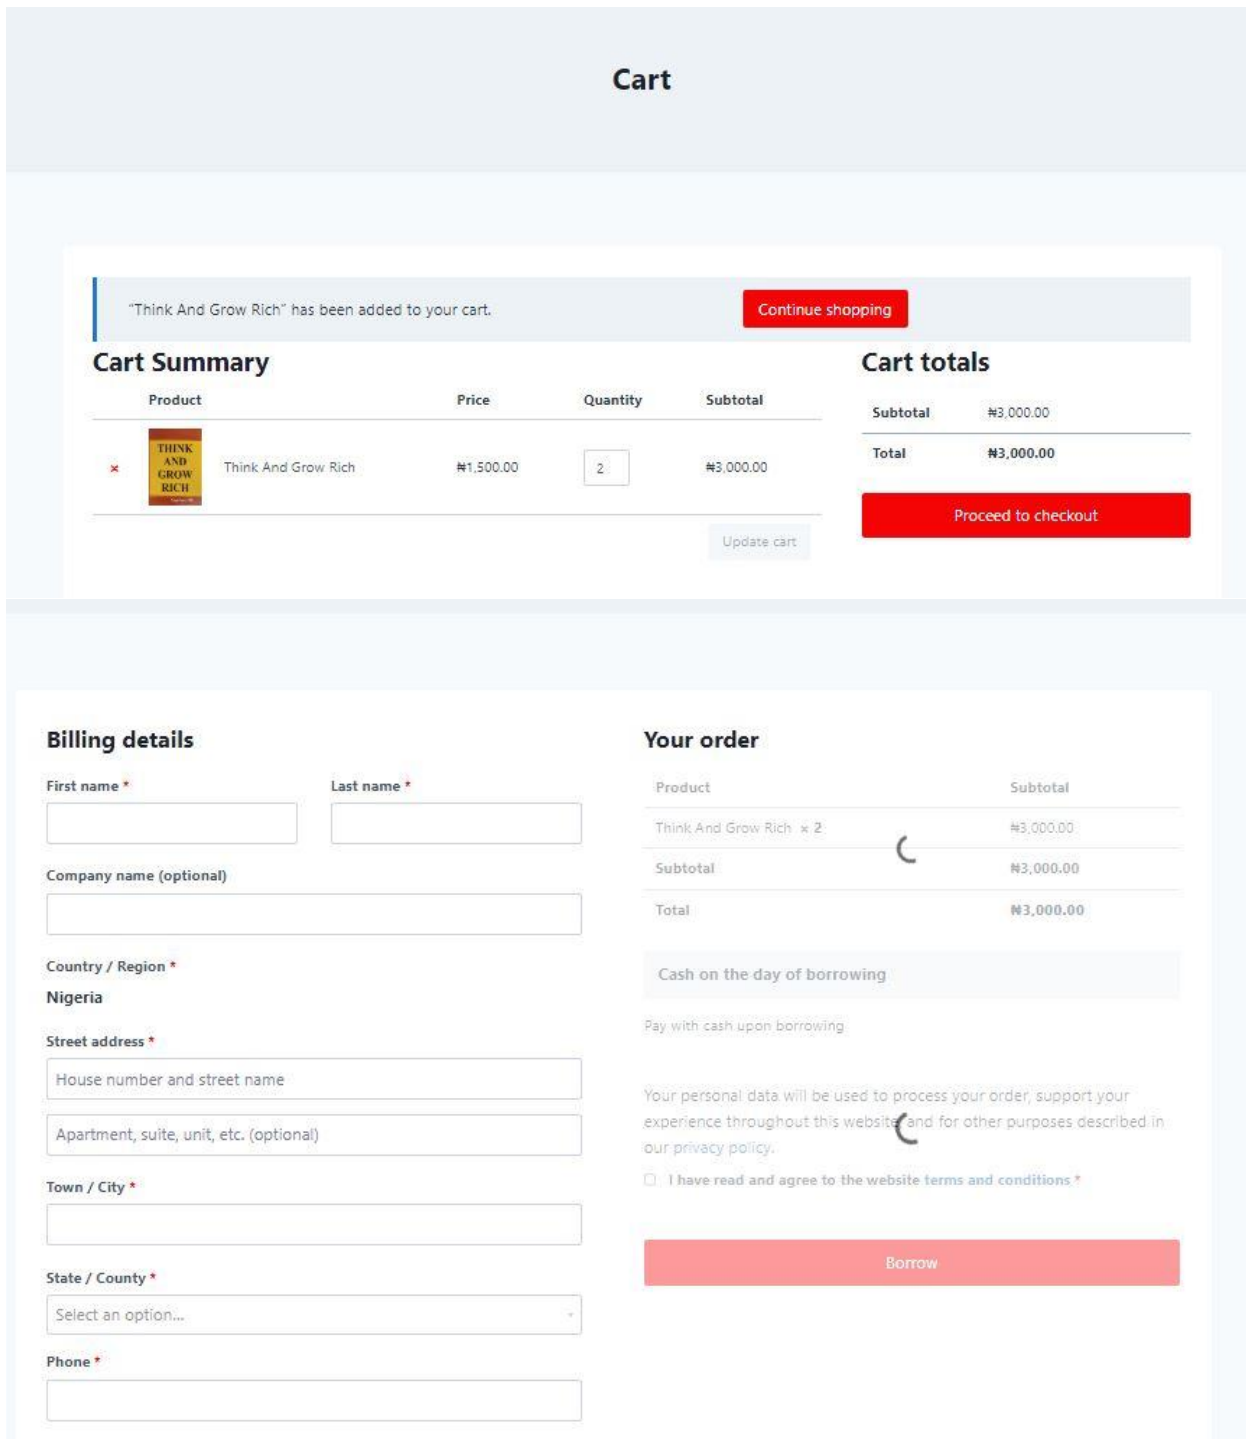 Cart
“Think And Grow Rich” has been added to your cart.
Continue shopping
Cart Summary
Product Price Quantity Subtotal
THINK
AND
GROW
RICH
× Think And Grow Rich ₦1,500.00 2 ₦3,000.00
Update cart
Cart totals
Subtotal ₦3,000.00
Total ₦3,000.00
Proceed to checkout
Billing details
First name * Last name *
Company name (optional)
Country / Region *
Nigeria
Street address *
House number and street name
Apartment, suite, unit, etc. (optional)
Town / City *
State / County *
Select an option...
Phone *
Your order
Product Subtotal
Think And Grow Rich × 2 ₦3,000.00
Subtotal ₦3,000.00
Total ₦3,000.00
Cash on the day of borrowing
Pay with cash upon borrowing
Your personal data will be used to process your order, support your
experience throughout this website, and for other purposes described in
our privacy policy.
I have read and agree to the website terms and conditions *
Borrow